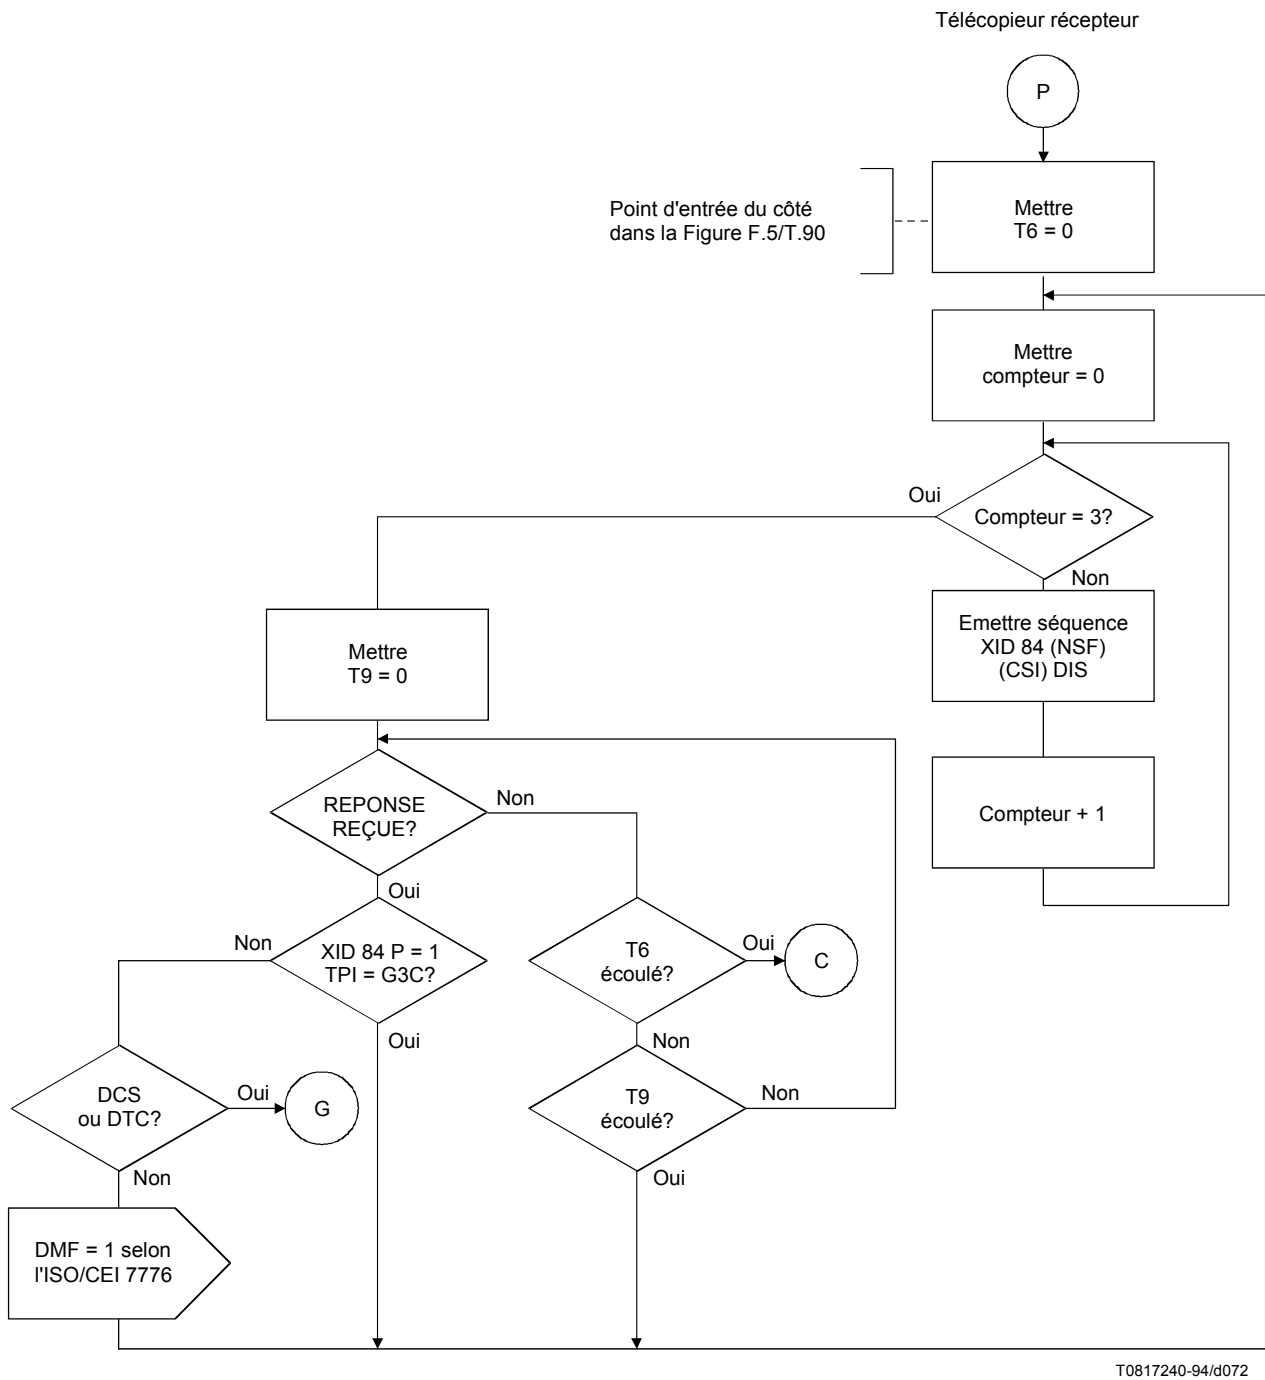 Télécopieur récepteur
P
Mettre
T6 = 0
Point d'entrée du côté
dans la Figure F.5/T.90
Mettre
compteur = 0
Oui
Compteur = 3?
Non
Emettre séquence
XID 84 (NSF)
(CSI) DIS
Mettre
T9 = 0
Compteur + 1
REPONSE
REÇUE?
Non
Oui
Non
XID 84 P = 1
TPI = G3C?
T6
écoulé?
Oui
C
Oui
Non
DCS
ou DTC?
Oui
G
T9
écoulé?
Non
Non
Oui
DMF = 1 selon
l'ISO/CEI 7776
T0817240-94/d072